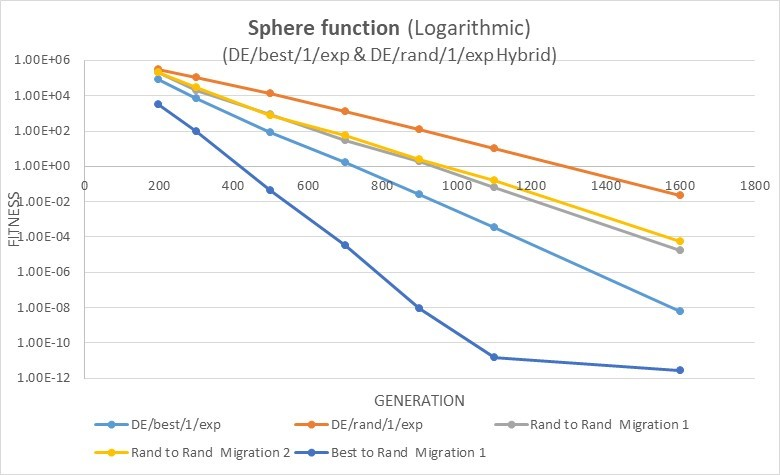 Sphere function (Logarithmic)
(DE/best/1/exp & DE/rand/1/exp Hybrid)
1.00E+06
1.00E+04
1.00E+02
1.00E+00
0 200 400 600 800 1000 1200 1400 1600 1800
1.00E-02
1.00E-04
1.00E-06
1.00E-08
1.00E-10
1.00E-12
FITNESS
GENERATION
DE/best/1/exp DE/rand/1/exp Rand to Rand Migration 1
Rand to Rand Migration 2 Best to Rand Migration 1